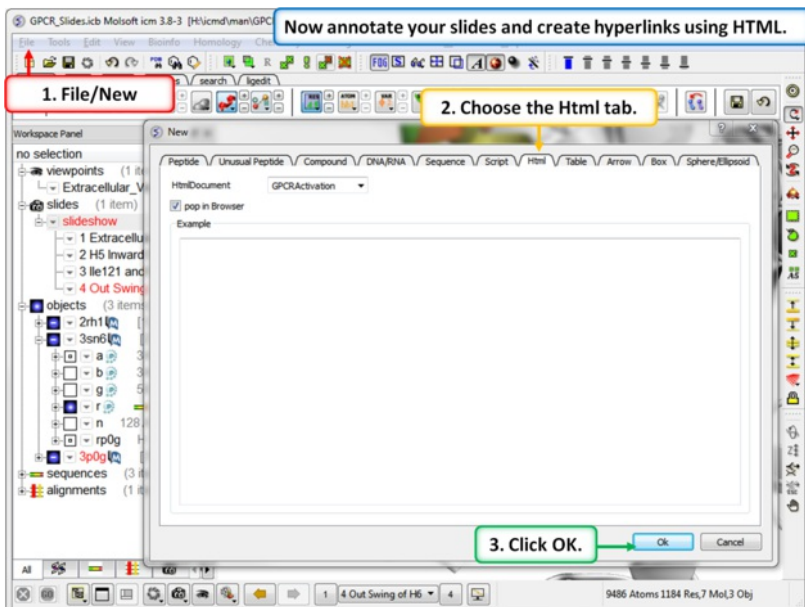 GPCR_Slides.icb Molsoft icm 3.8-3 [H:\icmd\man\GPC
Now annotate your slides and create hyperlinks using HTML.
File Tools Edit View Bioinfo Homology
1. File/New
search
ligedit
2. Choose the Html tab.
Workspace Panel
New
no selection
viewpoints
Extracellular_V
slides (1 item)
slideshow
1 Extracellu
2 H5 Inward
3 Ile121 and
4 Out Swing
objects (3 items
2rh1
3sn6
a
b
g
r
n 128
rp0g
3p0g
sequences
alignments
Peptide Unusual Peptide Compound DNA/RNA Sequence Script Html Table Arrow Box Sphere/Ellipsoid
HtmlDocument GPCRActivation
pop in Browser
Example
3. Click OK.
Ok Cancel
All
1 4 Out Swing of H6 4
9486 Atoms 1184 Res,7 Mol,3 Obj